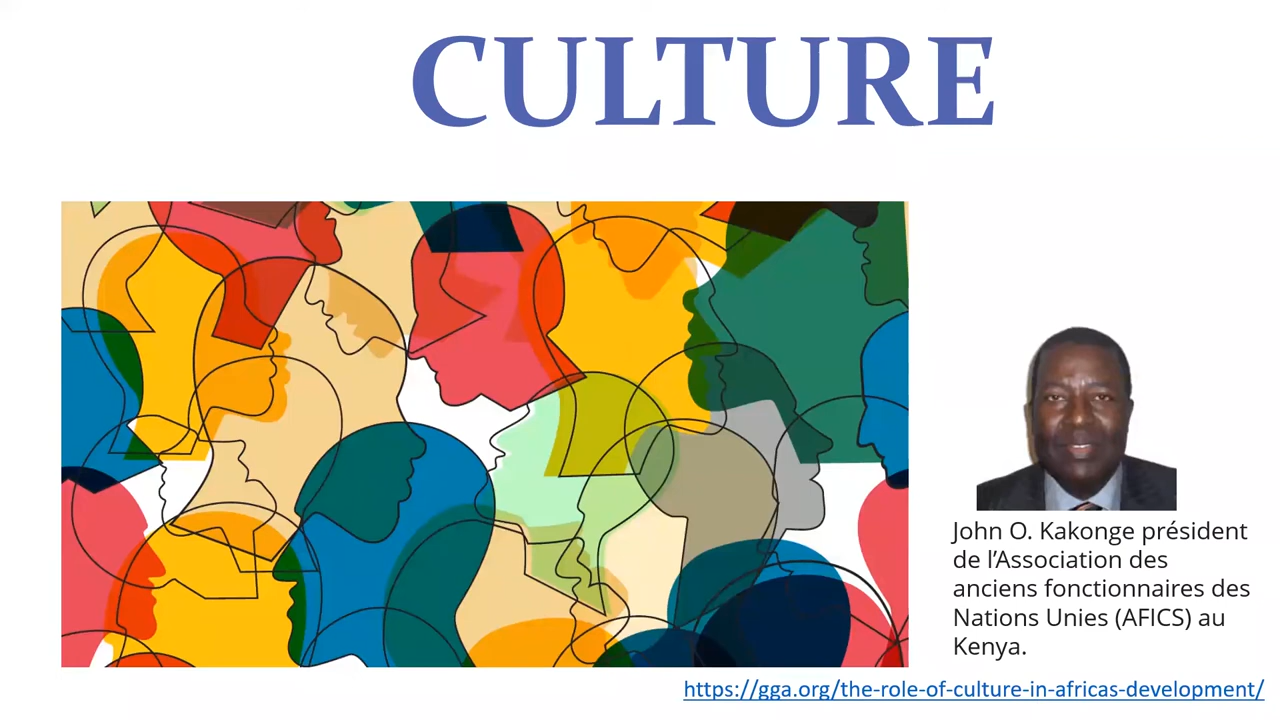 CULTURE
John O. Kakonge président
de l’Association des
anciens fonctionnaires des
Nations Unies (AFICS) au
Kenya.
https://gga.org/the-role-of-culture-in-africas-development/